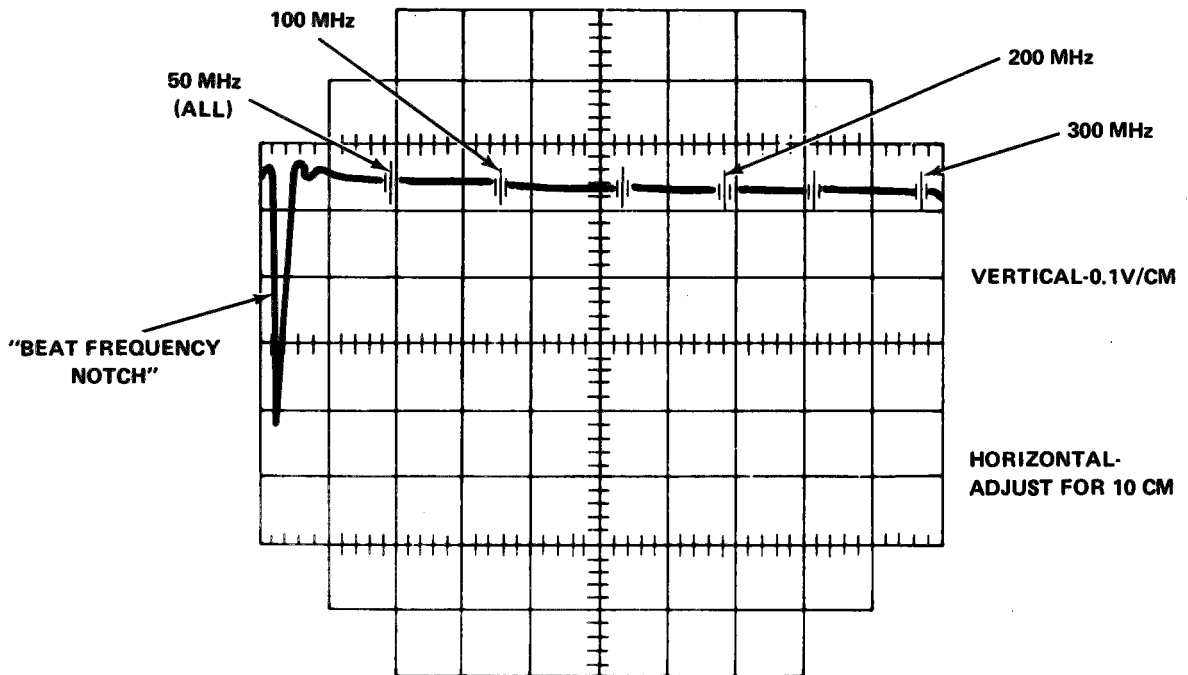 100 MHz
50 MHz
(ALL)
200 MHz
300 MHz
VERTICAL-0.1V/CM
"BEAT FREQUENCY
NOTCH"
HORIZONTAL-
ADJUST FOR 10 CM